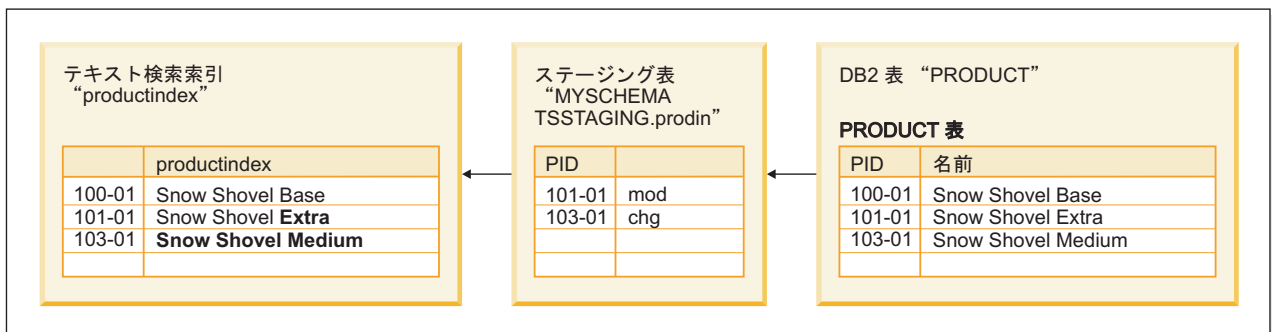 テキスト検索索引
“productindex”
productindex
100-01 Snow Shovel Base
101-01 Snow Shovel Extra
103-01 Snow Shovel Medium
ステージング表
“MYSCHEMA
TSSTAGING.prodin”
PID
101-01 mod
103-01 chg
DB2 表 “PRODUCT”
PRODUCT 表
PID 名前
100-01 Snow Shovel Base
101-01 Snow Shovel Extra
103-01 Snow Shovel Medium